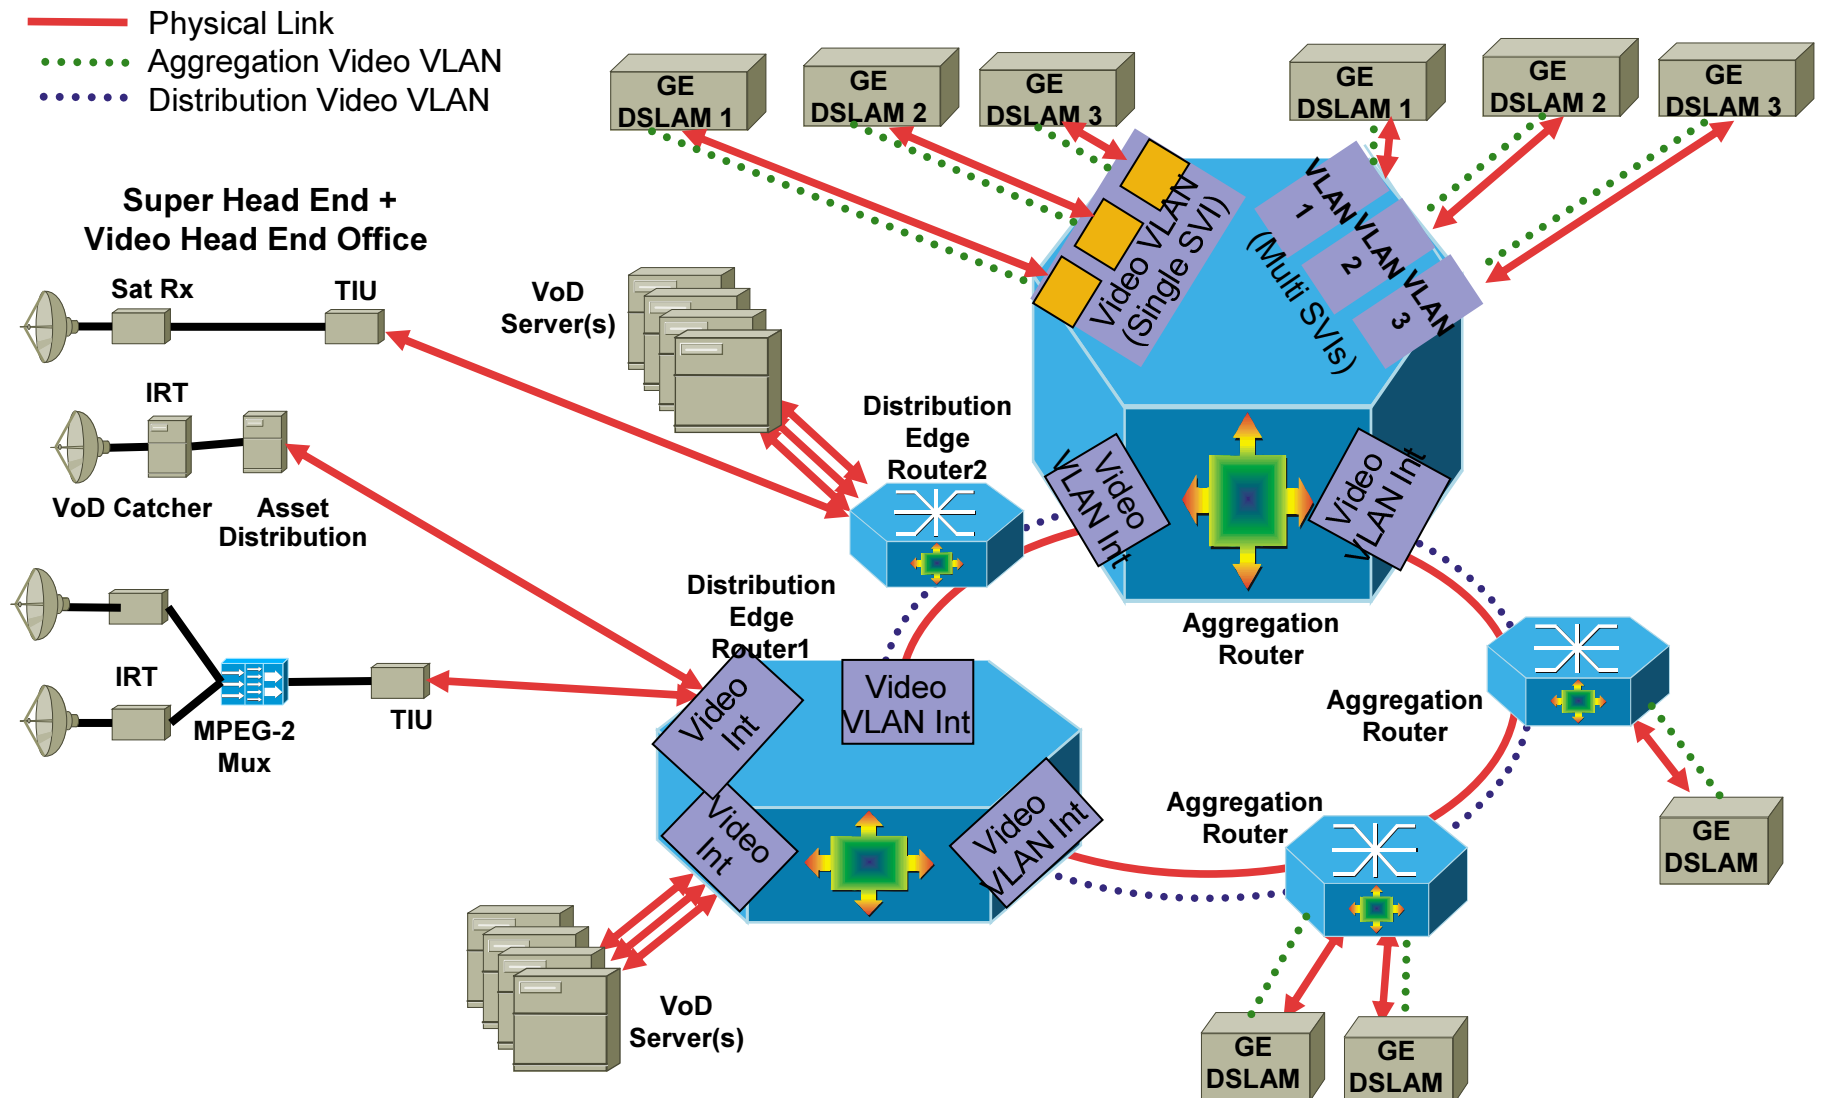 Physical Link
Aggregation Video VLAN
Distribution Video VLAN
GE
DSLAM 1
GE
DSLAM 2
GE
DSLAM 3
GE
DSLAM 1
GE
DSLAM 2
GE
DSLAM 3
Super Head End +
Video Head End Office
Sat Rx
TIU
VoD
Server(s)
Video VLAN
(Single SVI)
VLAN
1
VLAN
2
VLAN
3
(Multi SVIs)
IRT
VoD Catcher
Asset
Distribution
Distribution
Edge
Router2
Video
VLAN Int
Video
VLAN Int
Aggregation
Router
Distribution
Edge
Router1
IRT
MPEG-2
Mux
TIU
Video
Int
Video
VLAN Int
Video
Int
Video
VLAN Int
Aggregation
Router
Aggregation
Router
GE
DSLAM
VoD
Server(s)
GE
DSLAM
GE
DSLAM